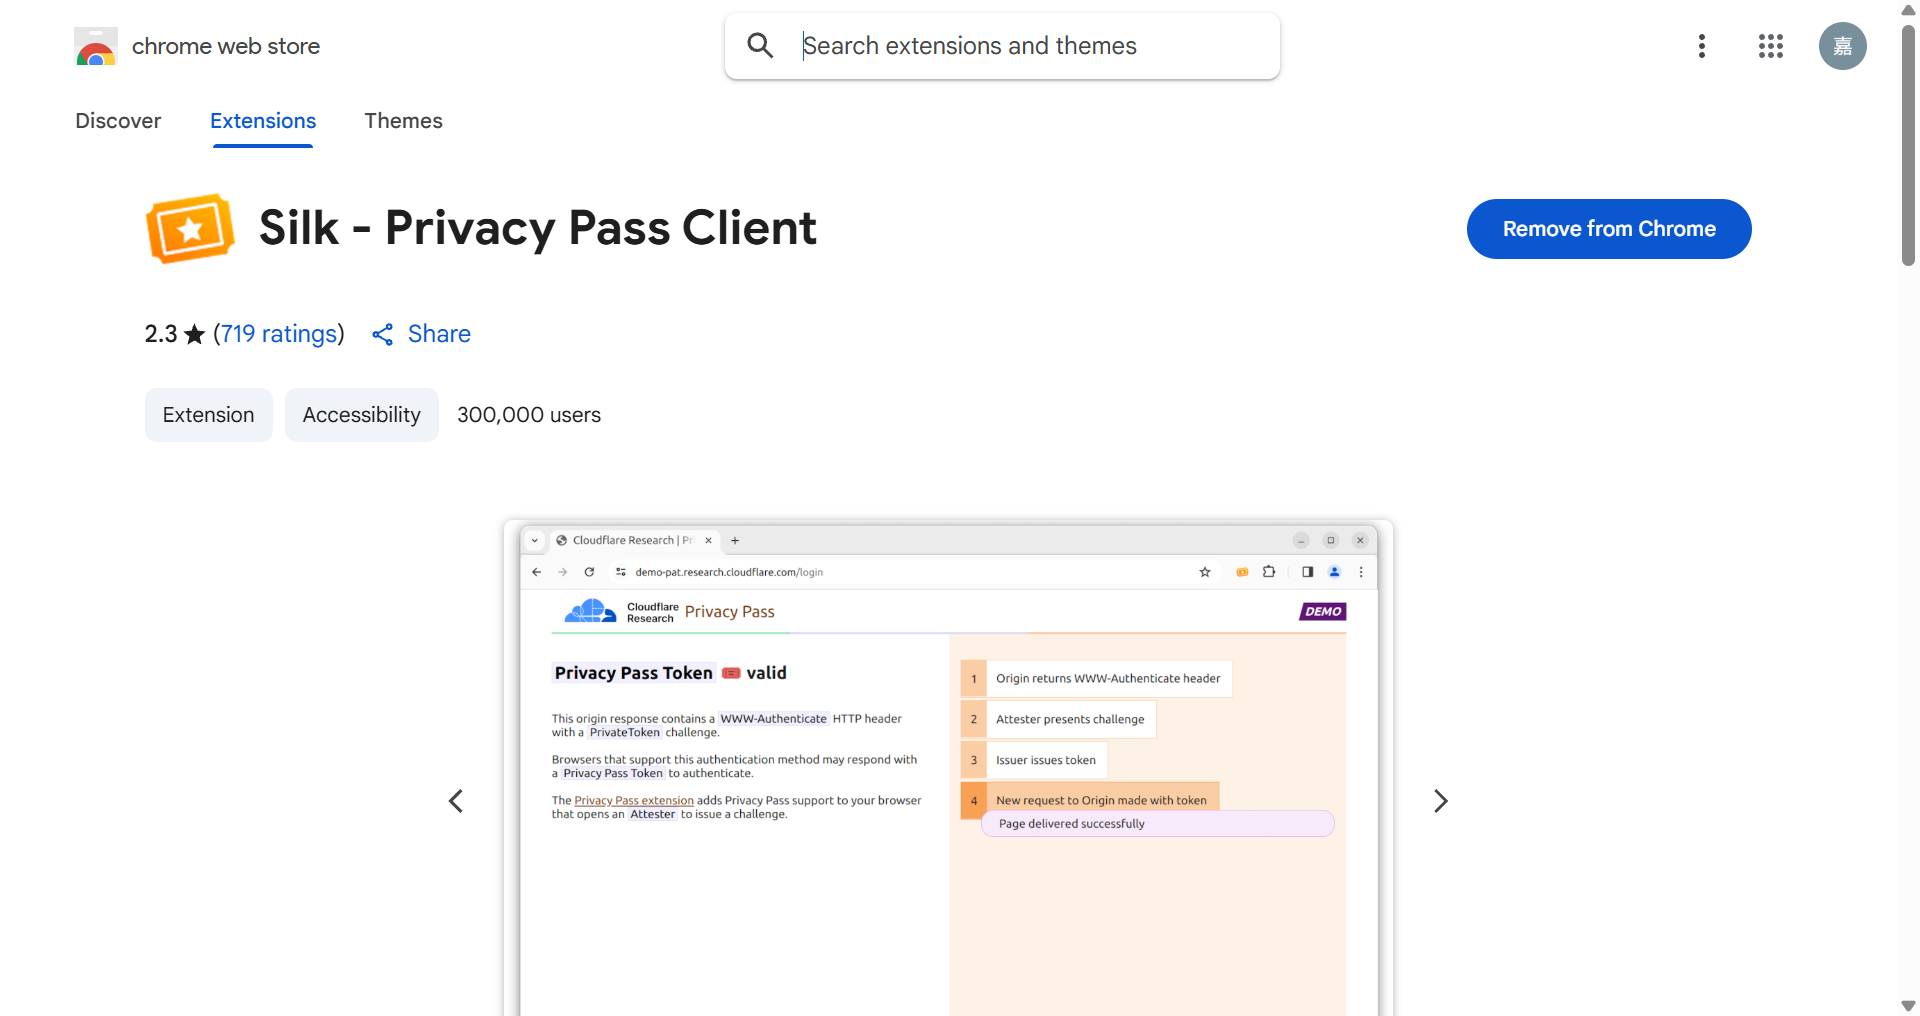 chrome web store
Search extensions and themes
嘉
Discover
Extensions
Themes
Silk - Privacy Pass Client
Remove from Chrome
2.3 ★ (719 ratings)
Share
Extension
Accessibility
300,000 users
Cloudflare Research | Pri
demo-pat.research.cloudflare.com/login
Cloudflare
Research
Privacy Pass
DEMO
Privacy Pass Token valid
This origin response contains a WWW-Authenticate HTTP header
with a PrivateToken challenge.
Browsers that support this authentication method may respond with
a Privacy Pass Token to authenticate.
The Privacy Pass extension adds Privacy Pass support to your browser
that opens an Attester to issue a challenge.
1 Origin returns WWW-Authenticate header
2 Attester presents challenge
3 Issuer issues token
4 New request to Origin made with token
Page delivered successfully